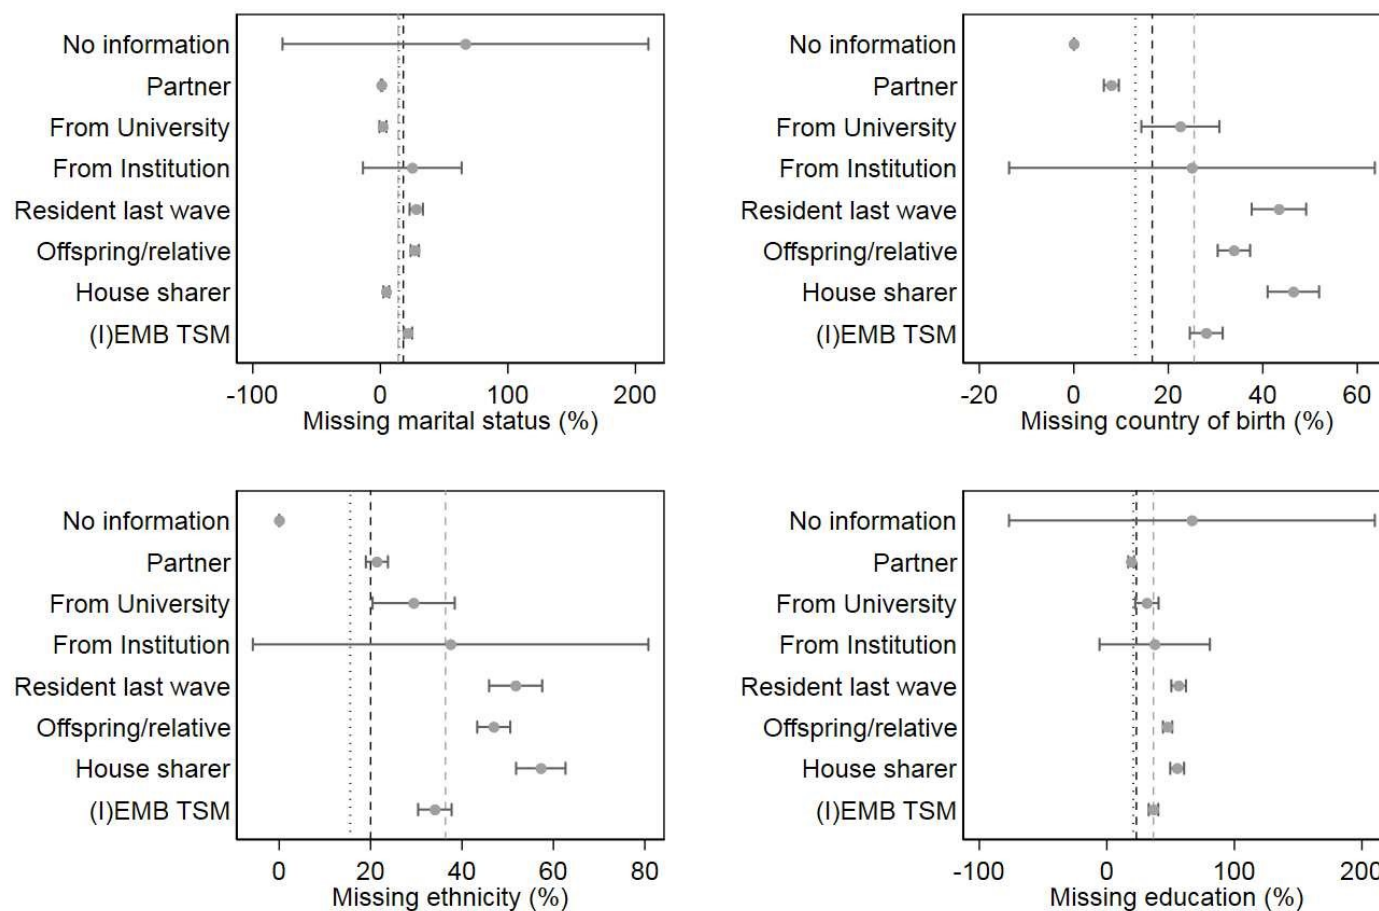 No information
Partner
From University
From Institution
Resident last wave
Offspring/relative
House sharer
(I)EMB TSM
-100 0 100 200
Missing marital status (%)
No information
Partner
From University
From Institution
Resident last wave
Offspring/relative
House sharer
(I)EMB TSM
-20 0 20 40 60
Missing country of birth (%)
No information
Partner
From University
From Institution
Resident last wave
Offspring/relative
House sharer
(I)EMB TSM
0 20 40 60 80
Missing ethnicity (%)
No information
Partner
From University
From Institution
Resident last wave
Offspring/relative
House sharer
(I)EMB TSM
-100 0 100 200
Missing education (%)